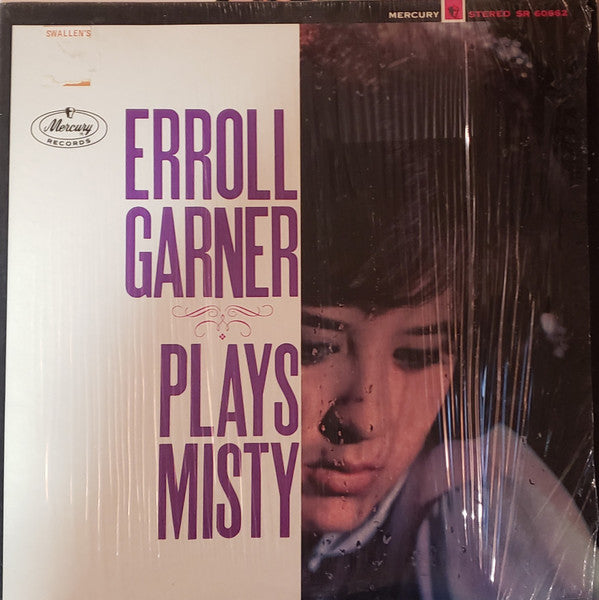 MERCURY STEREO SR 60662
SWALLEN'S
Mercury
RECORDS
ERROLL
GARNER
PLAYS
MISTY